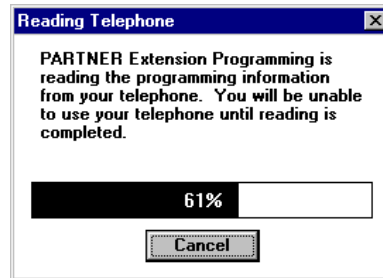 Reading Telephone
PARTNER Extension Programming is
reading the programming information
from your telephone. You will be unable
to use your telephone until reading is
completed.
61%
Cancel